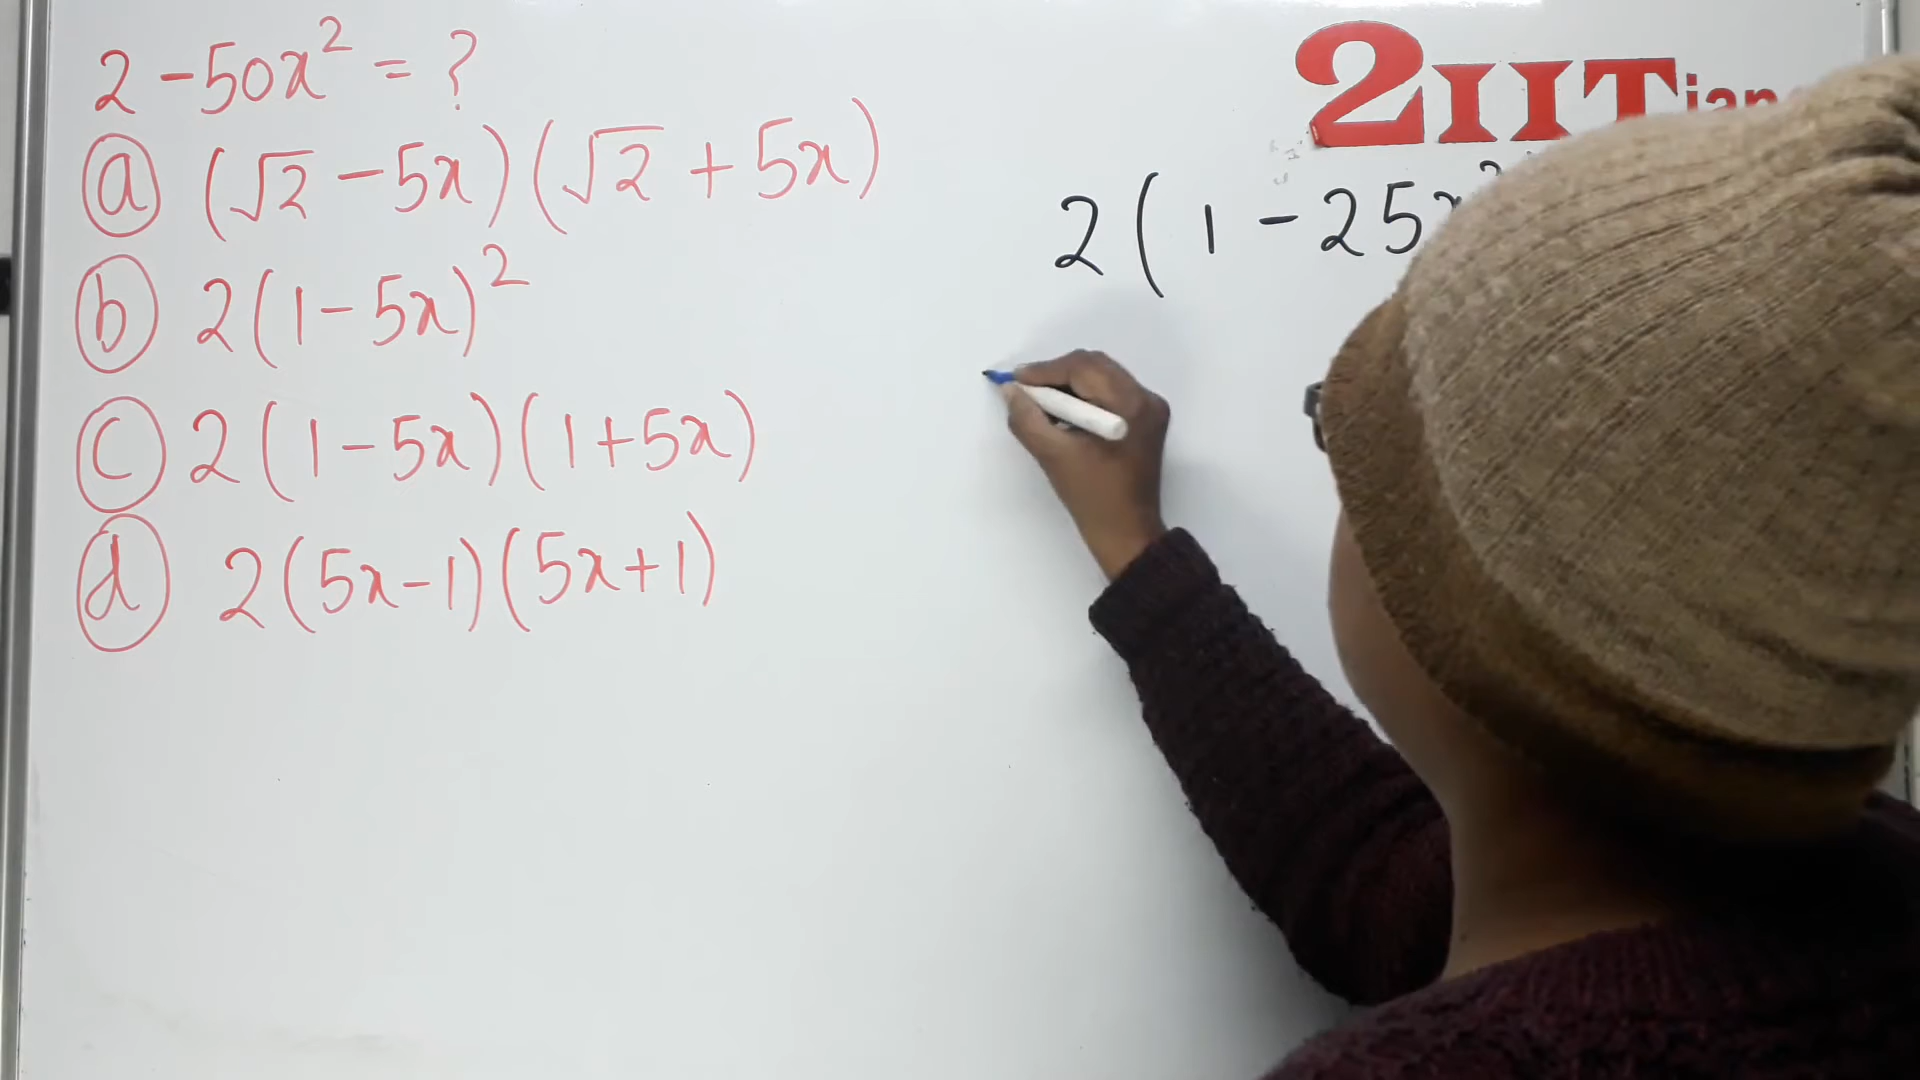 2 - 50x² = ?
ⓐ (√2 - 5x)(√2 + 5x)
ⓑ 2(1 - 5x)²
ⓒ 2(1 - 5x)(1 + 5x)
ⓓ 2(5x - 1)(5x + 1)
2IITian
2(1 - 25x²